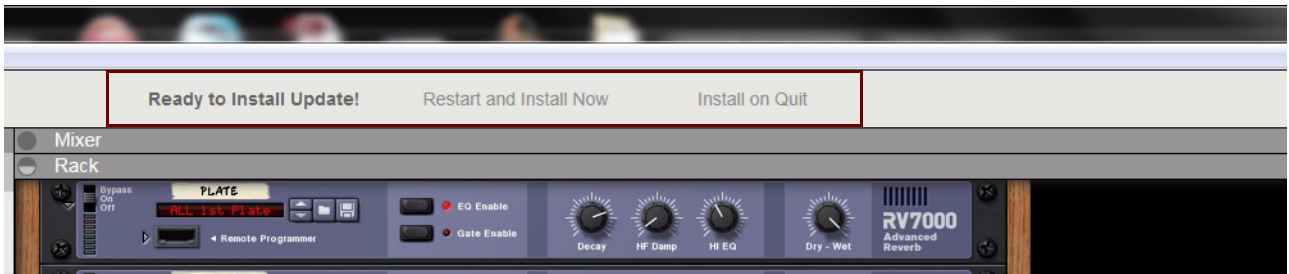 Ready to Install Update! Restart and Install Now Install on Quit
Mixer
Rack
Bypass
On
Off
PLATE
ALL 1st Plate
Remote Programmer
EQ Enable
Gate Enable
Decay HF Damp HI EQ Dry - Wet
RV7000
Advanced
Reverb